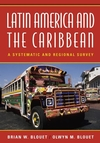 LATIN AMERICA AND
THE CARIBBEAN
A SYSTEMATIC AND REGIONAL SURVEY
BRIAN W. BLOUET OLWYN M. BLOUET